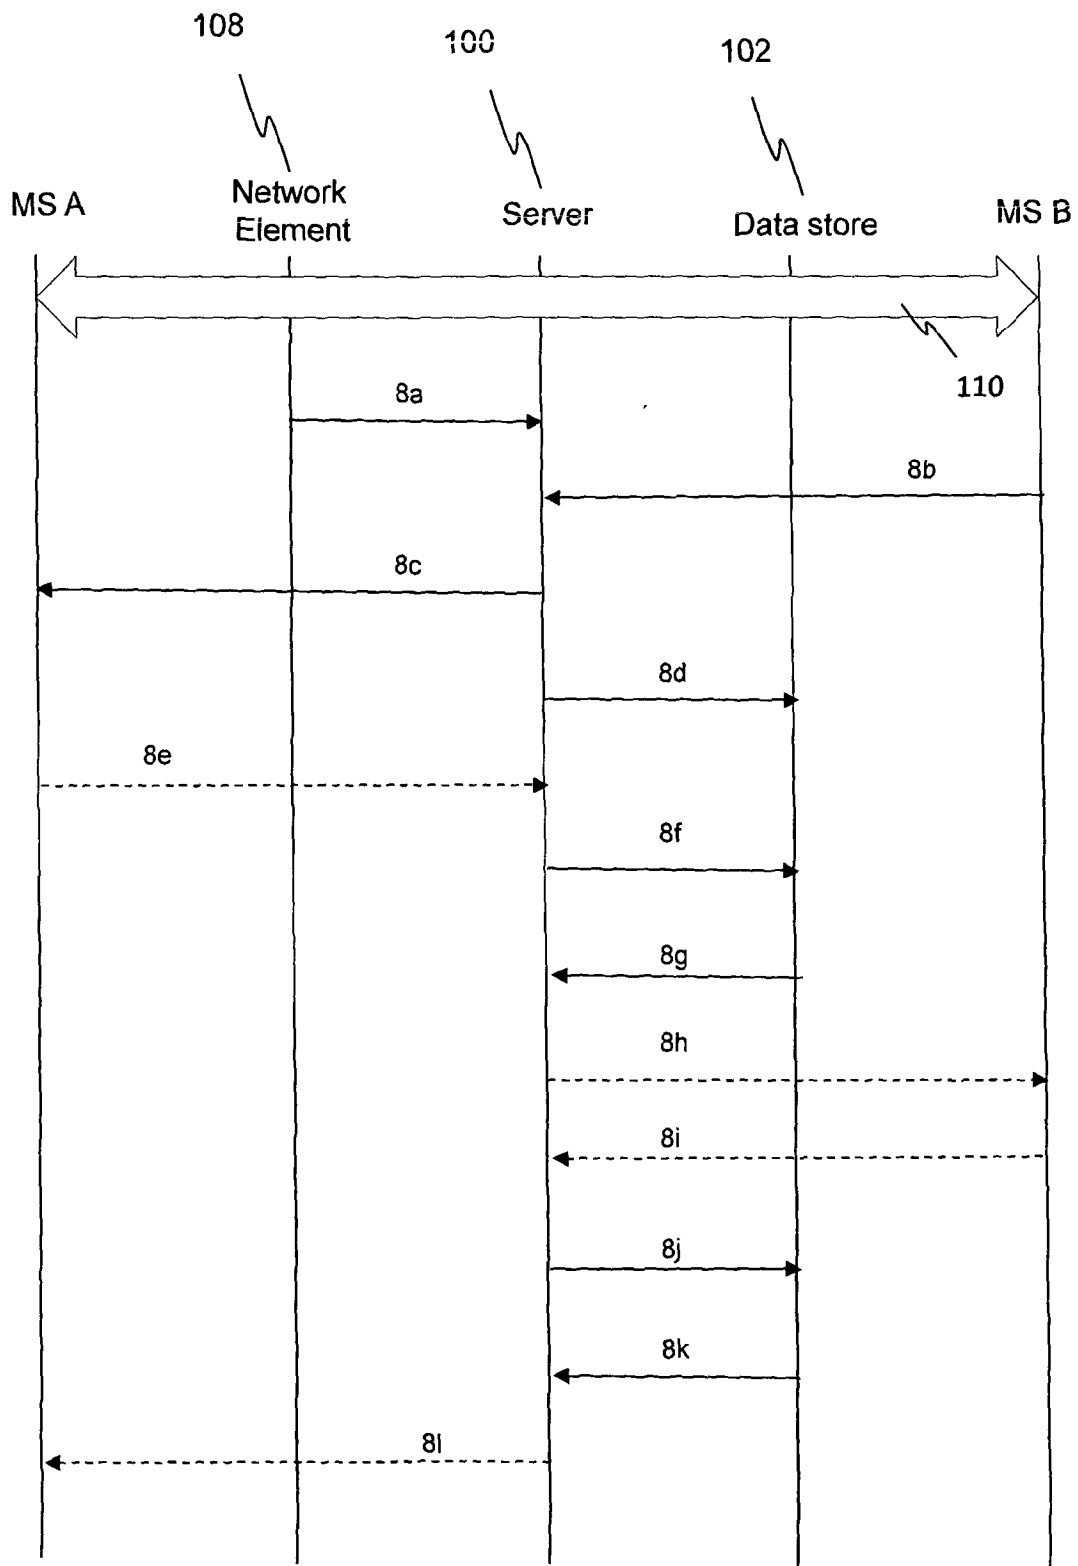 108
100
102
MS A
Network
Element
Server
Data store
MS B
110
8a
8b
8c
8d
8e
8f
8g
8h
8i
8j
8k
8l